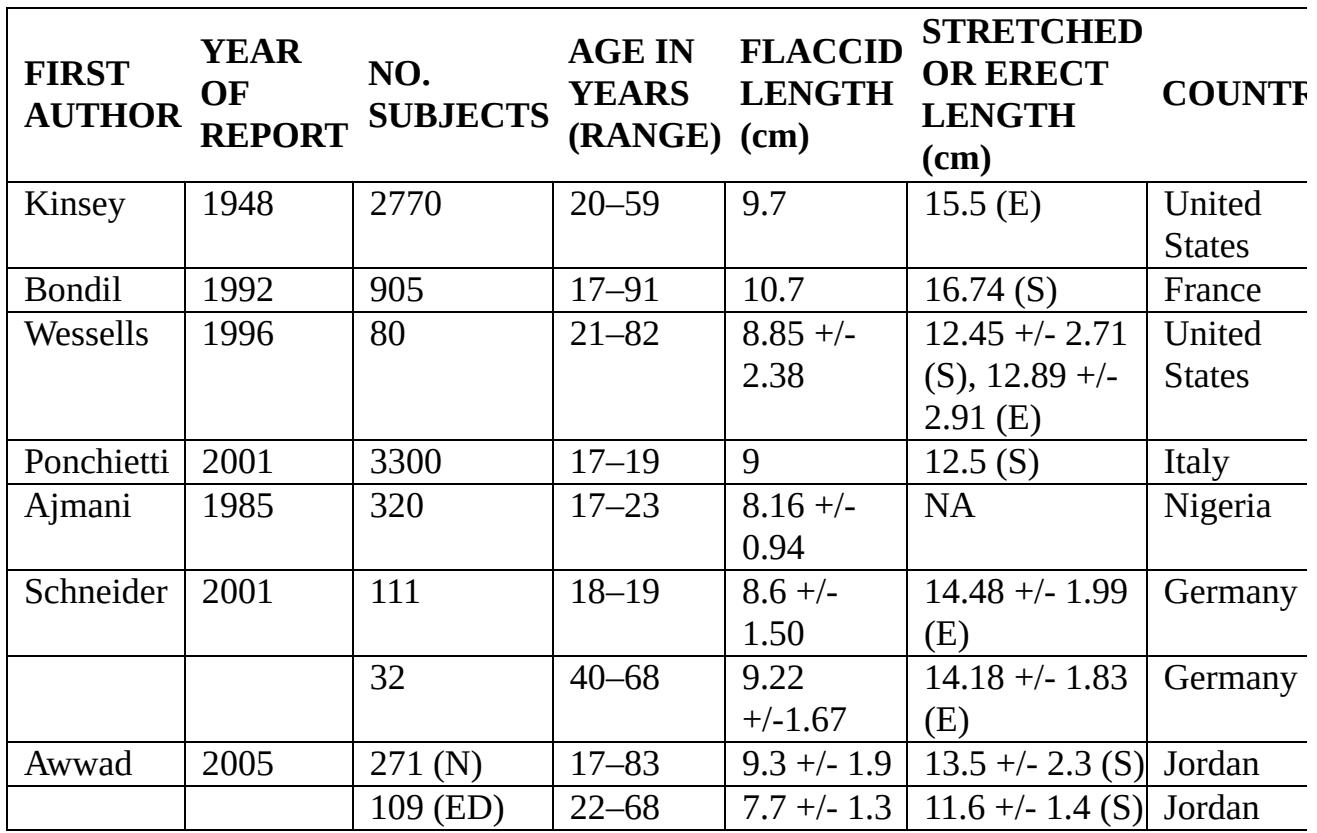 FIRST AUTHOR | YEAR OF REPORT | NO. SUBJECTS | AGE IN YEARS (RANGE) | FLACCID LENGTH (cm) | STRETCHED OR ERECT LENGTH (cm) | COUNTR
Kinsey | 1948 | 2770 | 20–59 | 9.7 | 15.5 (E) | United States
Bondil | 1992 | 905 | 17–91 | 10.7 | 16.74 (S) | France
Wessells | 1996 | 80 | 21–82 | 8.85 +/- 2.38 | 12.45 +/- 2.71 (S), 12.89 +/- 2.91 (E) | United States
Ponchietti | 2001 | 3300 | 17–19 | 9 | 12.5 (S) | Italy
Ajmani | 1985 | 320 | 17–23 | 8.16 +/- 0.94 | NA | Nigeria
Schneider | 2001 | 111 | 18–19 | 8.6 +/- 1.50 | 14.48 +/- 1.99 (E) | Germany
| | 32 | 40–68 | 9.22 +/-1.67 | 14.18 +/- 1.83 (E) | Germany
Awwad | 2005 | 271 (N) | 17–83 | 9.3 +/- 1.9 | 13.5 +/- 2.3 (S) | Jordan
| | 109 (ED) | 22–68 | 7.7 +/- 1.3 | 11.6 +/- 1.4 (S) | Jordan